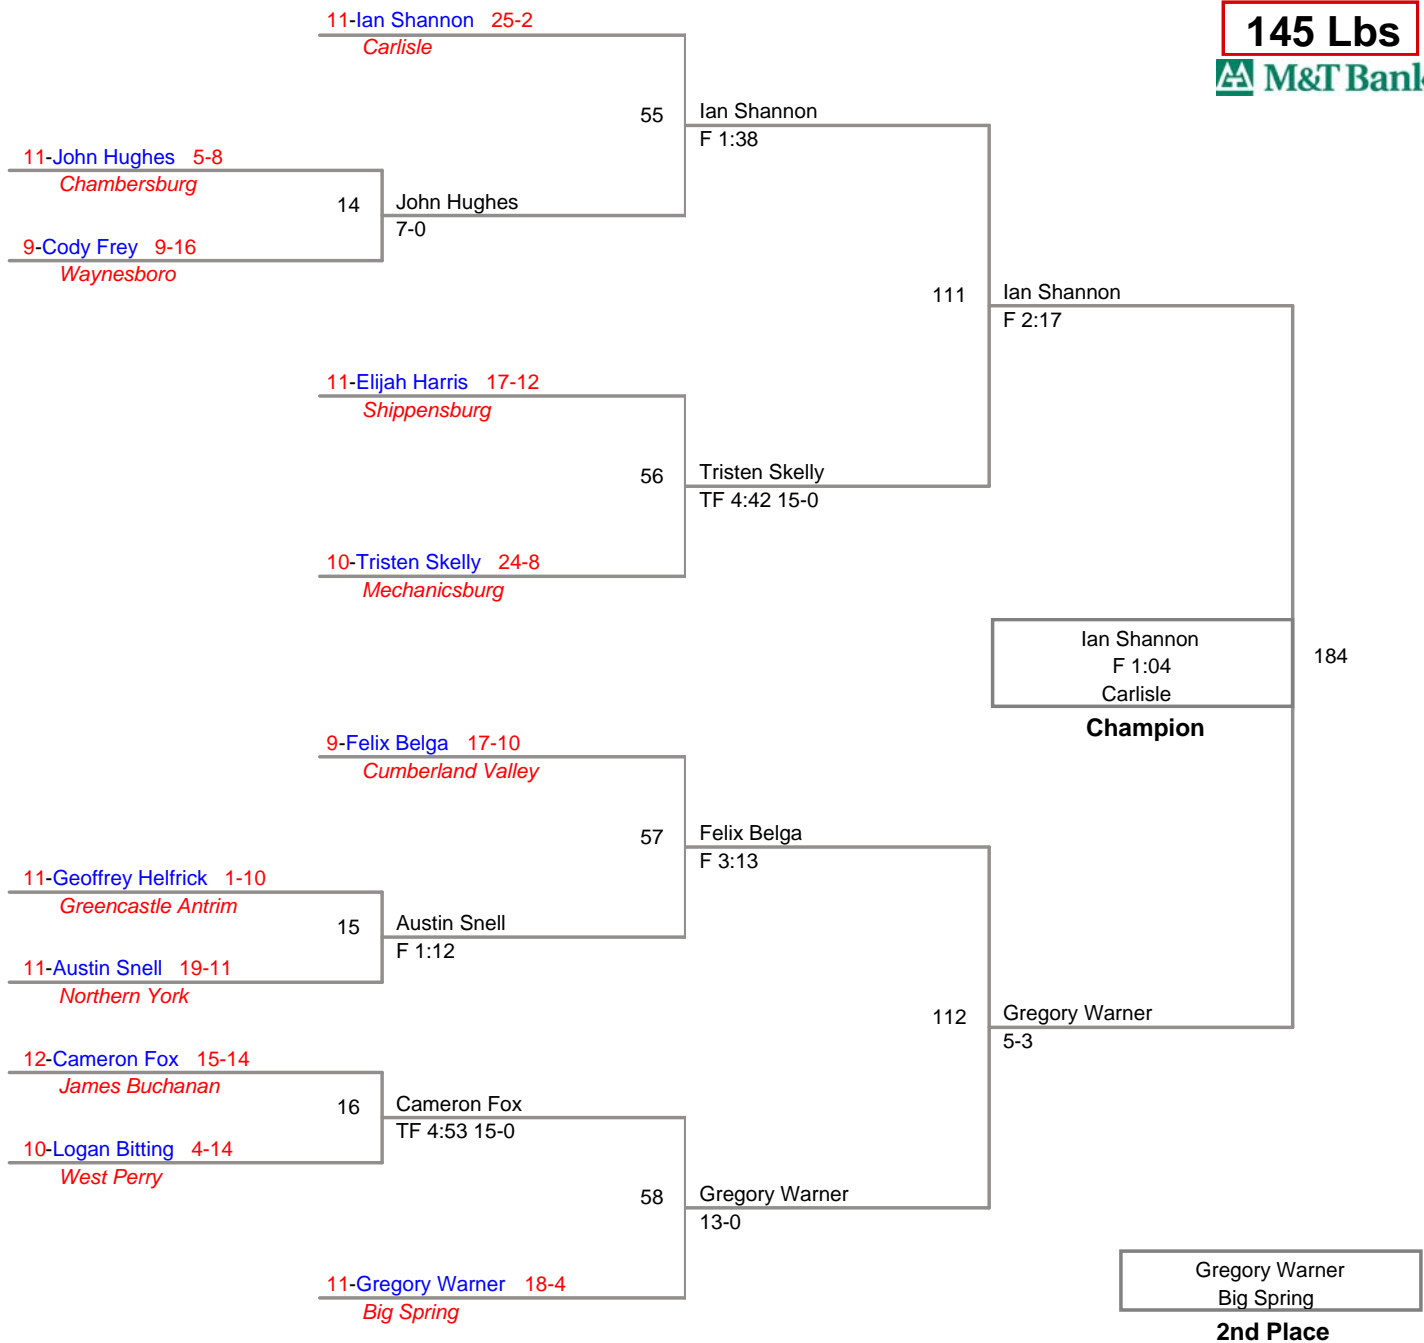 11-Ian Shannon 25-2
Carlisle
145 Lbs
M&T Bank
55
Ian Shannon
F 1:38
11-John Hughes 5-8
Chambersburg
14
John Hughes
7-0
9-Cody Frey 9-16
Waynesboro
111
Ian Shannon
F 2:17
11-Elijah Harris 17-12
Shippensburg
56
Tristen Skelly
TF 4:42 15-0
10-Tristen Skelly 24-8
Mechanicsburg
Ian Shannon
F 1:04
Carlisle
184
Champion
9-Felix Belga 17-10
Cumberland Valley
57
Felix Belga
F 3:13
11-Geoffrey Helfrick 1-10
Greencastle Antrim
15
Austin Snell
F 1:12
11-Austin Snell 19-11
Northern York
112
Gregory Warner
5-3
12-Cameron Fox 15-14
James Buchanan
16
Cameron Fox
TF 4:53 15-0
10-Logan Bitting 4-14
West Perry
58
Gregory Warner
13-0
11-Gregory Warner 18-4
Big Spring
Gregory Warner
Big Spring
2nd Place